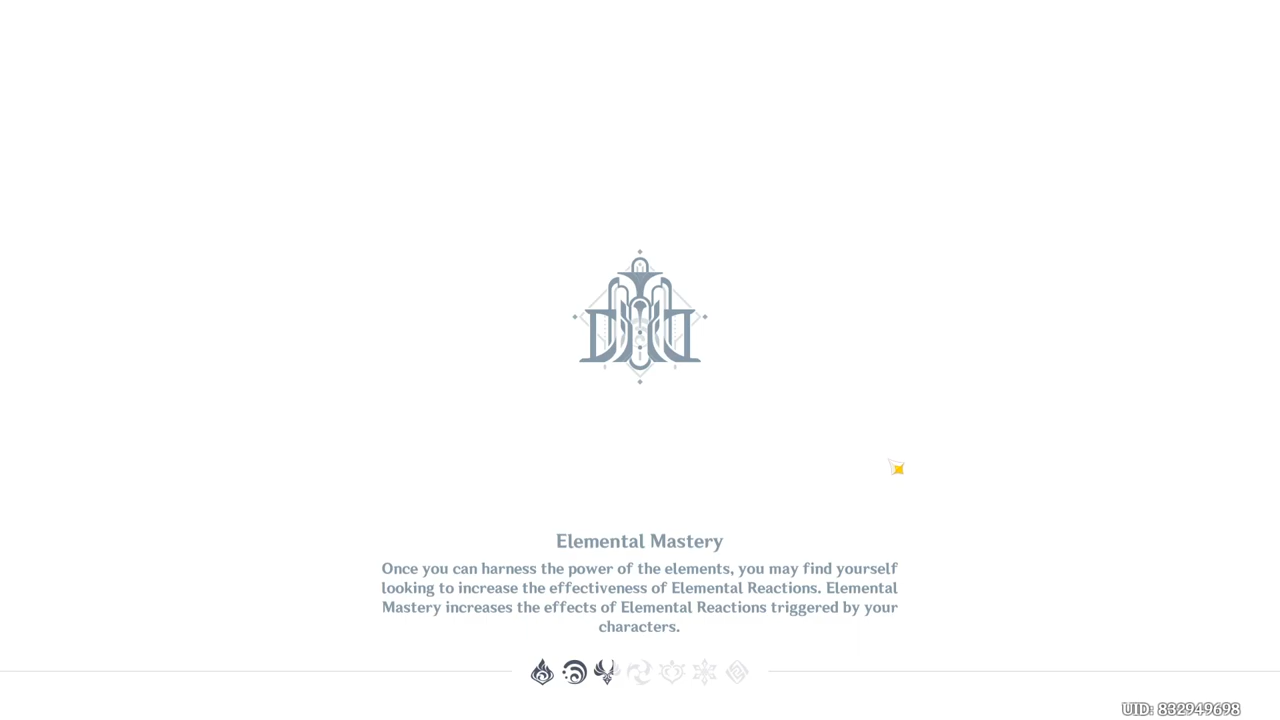 Elemental Mastery
Once you can harness the power of the elements, you may find yourself
looking to increase the effectiveness of Elemental Reactions. Elemental
Mastery increases the effects of Elemental Reactions triggered by your
characters.
UID: 832949698